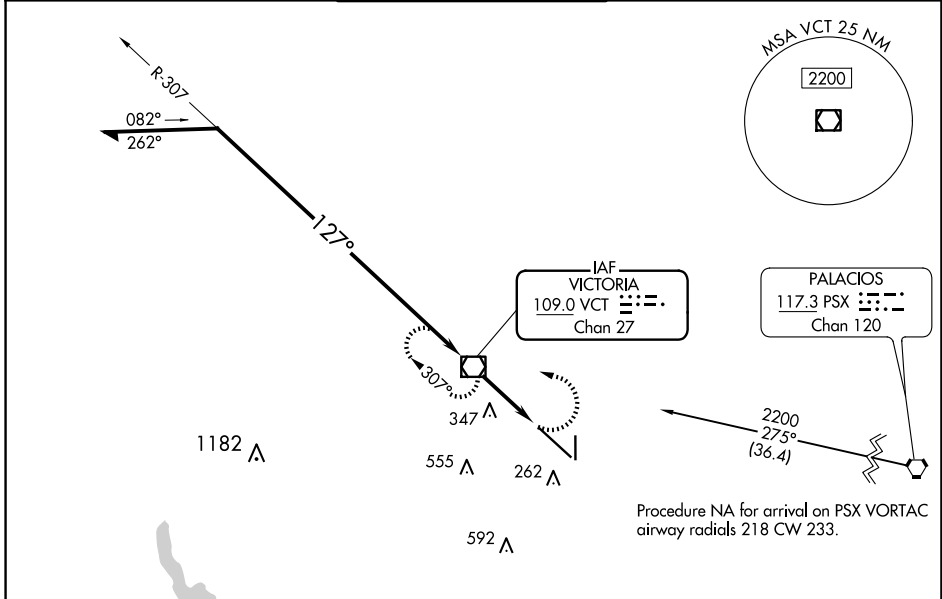 MSA VCT 25 NM
2200
R-307
082°
262°
127°
IAF
VICTORIA
109.0 VCT
Chan 27
PALACIOS
117.3 PSX
Chan 120
307°
347
2200
275°
(36.4)
1182
555
262
592
Procedure NA for arrival on PSX VORTAC
airway radials 218 CW 233.